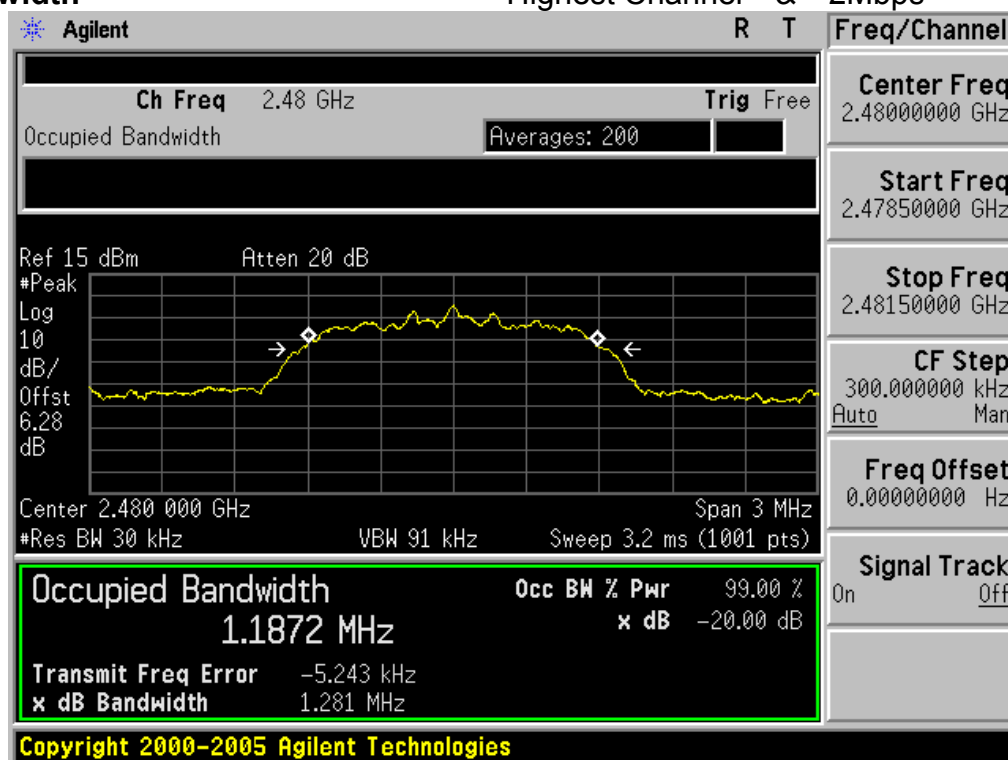 width Highest Channel & 2Mbps
Agilent R T
Ch Freq 2.48 GHz Trig Free
Occupied Bandwidth Averages: 200
Ref 15 dBm Atten 20 dB
#Peak
Log
10
dB/
Offst
6.28
dB
Center 2.480 000 GHz Span 3 MHz
#Res BW 30 kHz VBW 91 kHz Sweep 3.2 ms (1001 pts)
Occupied Bandwidth Occ BW % Pwr 99.00 %
1.1872 MHz x dB -20.00 dB
Transmit Freq Error -5.243 kHz
x dB Bandwidth 1.281 MHz
Copyright 2000-2005 Agilent Technologies
Freq/Channel
Center Freq
2.48000000 GHz
Start Freq
2.47850000 GHz
Stop Freq
2.48150000 GHz
CF Step
300.000000 kHz
Auto Man
Freq Offset
0.00000000 Hz
Signal Track
On Off